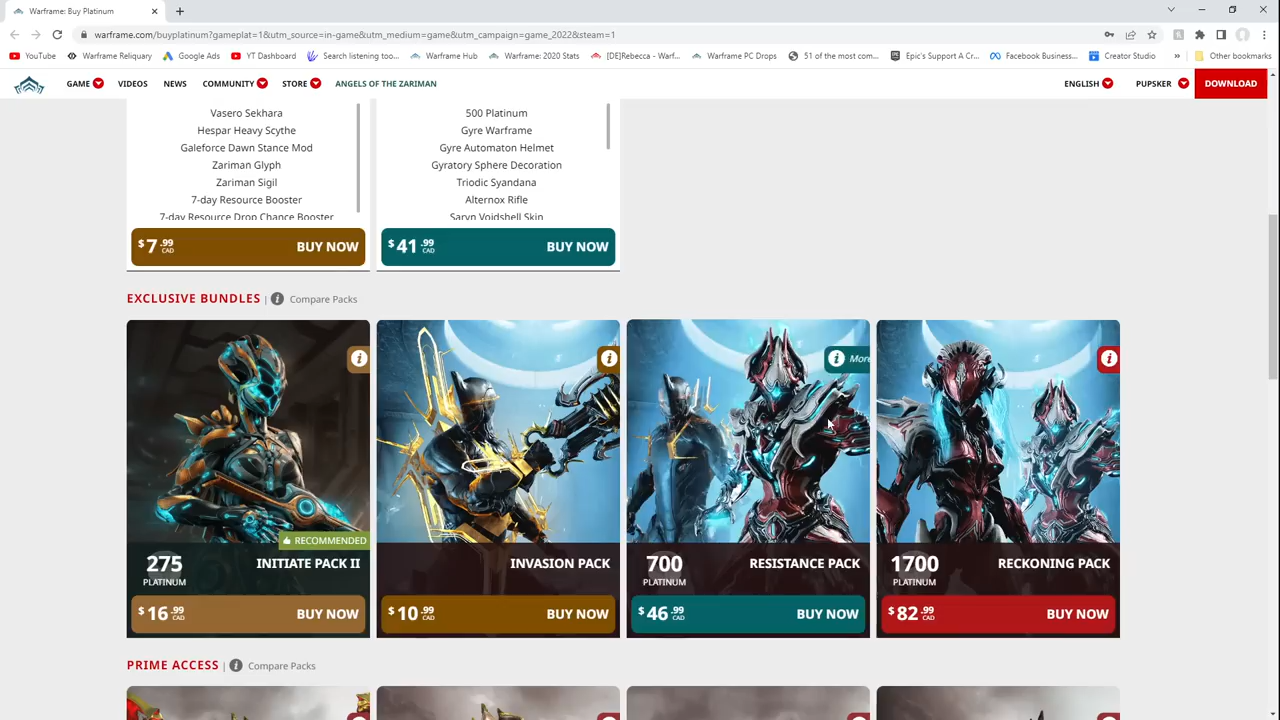 Warframe: Buy Platinum
warframe.com/buyplatinum?gameplat=1&utm_source=in-game&utm_medium=game&utm_campaign=game_2022&steam=1
YouTube
Warframe Reliquary
Google Ads
YT Dashboard
Search listening too...
Warframe Hub
Warframe: 2020 Stats
[DE]Rebecca - Warf...
Warframe PC Drops
51 of the most com...
Epic's Support A Cr...
Facebook Business...
Creator Studio
»
Other bookmarks
GAME
VIDEOS
NEWS
COMMUNITY
STORE
ANGELS OF THE ZARIMAN
ENGLISH
PUPSKER
DOWNLOAD
Vasero Sekhara
Hespar Heavy Scythe
Galeforce Dawn Stance Mod
Zariman Glyph
Zariman Sigil
7-day Resource Booster
7-day Resource Drop Chance Booster
$7.99 CAD BUY NOW
500 Platinum
Gyre Warframe
Gyre Automaton Helmet
Gyratory Sphere Decoration
Triodic Syandana
Alternox Rifle
Saryn Voidshell Skin
$41.99 CAD BUY NOW
EXCLUSIVE BUNDLES | i Compare Packs
i
RECOMMENDED
275 PLATINUM
INITIATE PACK II
$16.99 CAD BUY NOW
i
INVASION PACK
$10.99 CAD BUY NOW
i More
700 PLATINUM
RESISTANCE PACK
$46.99 CAD BUY NOW
i
1700 PLATINUM
RECKONING PACK
$82.99 CAD BUY NOW
PRIME ACCESS | i Compare Packs